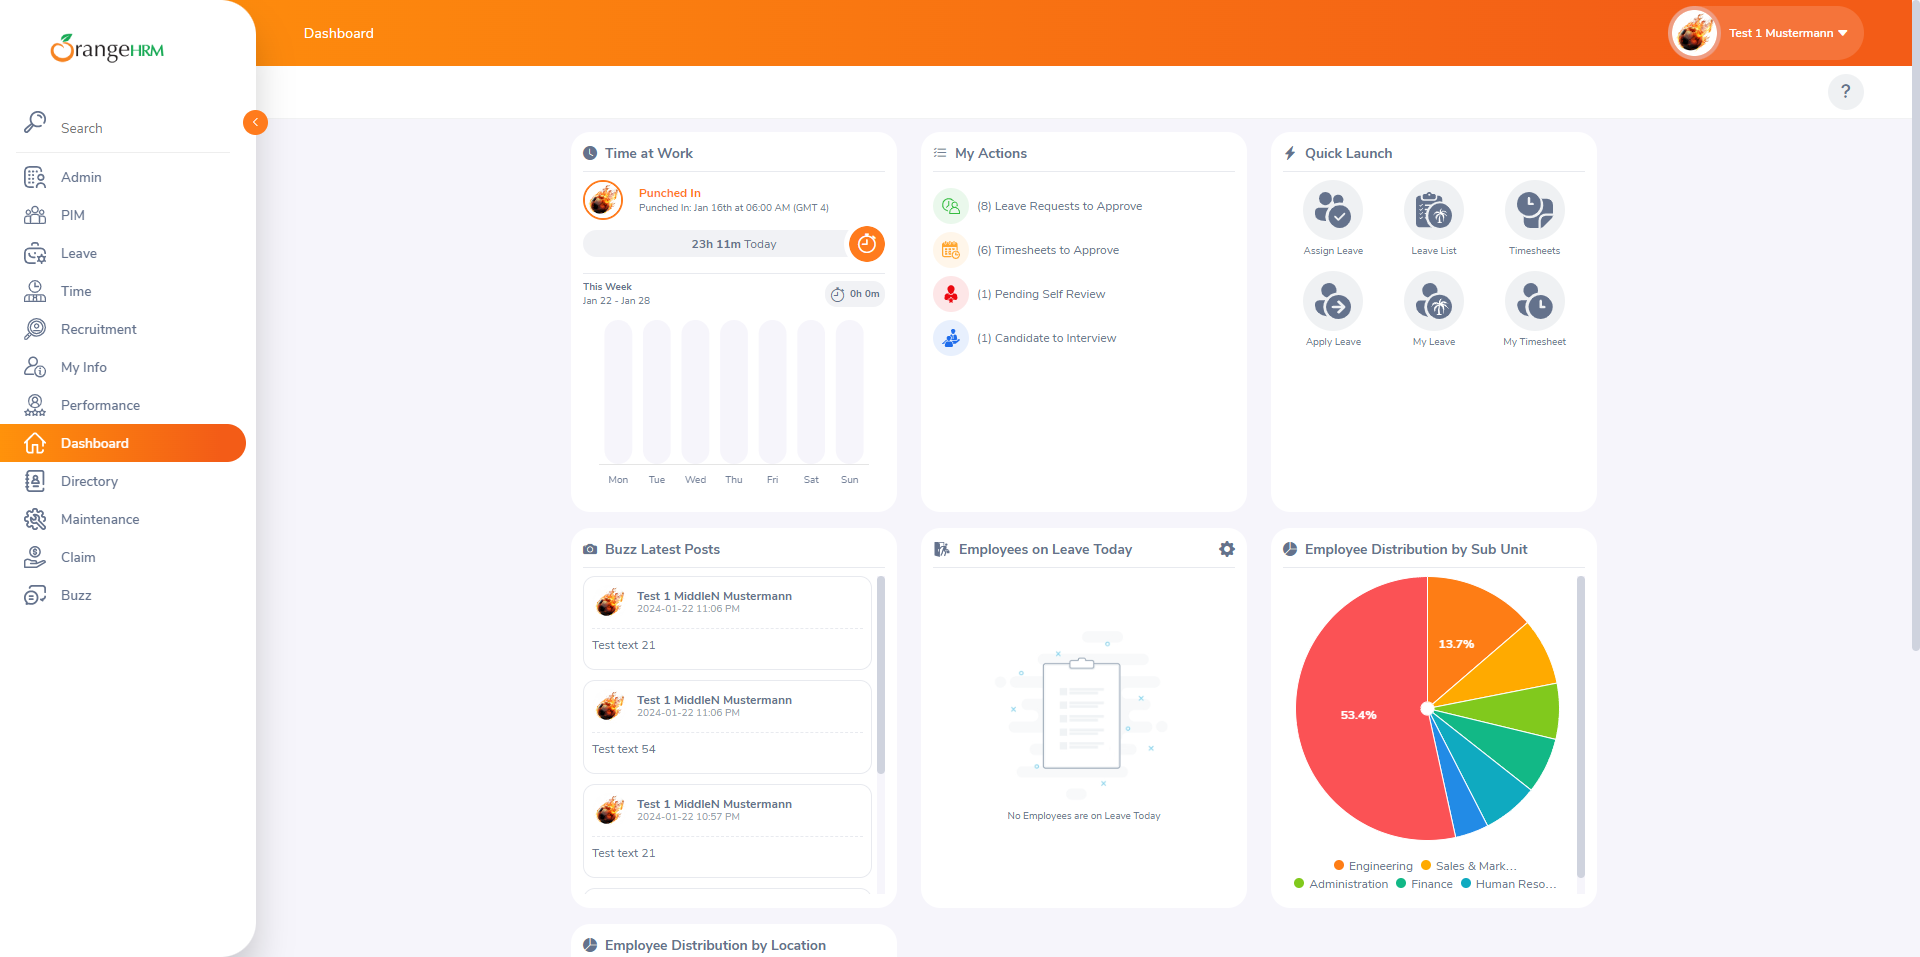 OrangeHRM
Dashboard
Test 1 Mustermann
?
Search
Admin
PIM
Leave
Time
Recruitment
My Info
Performance
Dashboard
Directory
Maintenance
Claim
Buzz
Time at Work
Punched In
Punched In: Jan 16th at 06:00 AM (GMT 4)
23h 11m Today
This Week
Jan 22 - Jan 28
0h 0m
Mon Tue Wed Thu Fri Sat Sun
My Actions
(8) Leave Requests to Approve
(6) Timesheets to Approve
(1) Pending Self Review
(1) Candidate to Interview
Quick Launch
Assign Leave Leave List Timesheets
Apply Leave My Leave My Timesheet
Buzz Latest Posts
Test 1 MiddleN Mustermann
2024-01-22 11:06 PM
Test text 21
Test 1 MiddleN Mustermann
2024-01-22 11:06 PM
Test text 54
Test 1 MiddleN Mustermann
2024-01-22 10:57 PM
Test text 21
Employees on Leave Today
No Employees are on Leave Today
Employee Distribution by Sub Unit
13.7%
53.4%
Engineering Sales & Mark...
Administration Finance Human Reso...
Employee Distribution by Location